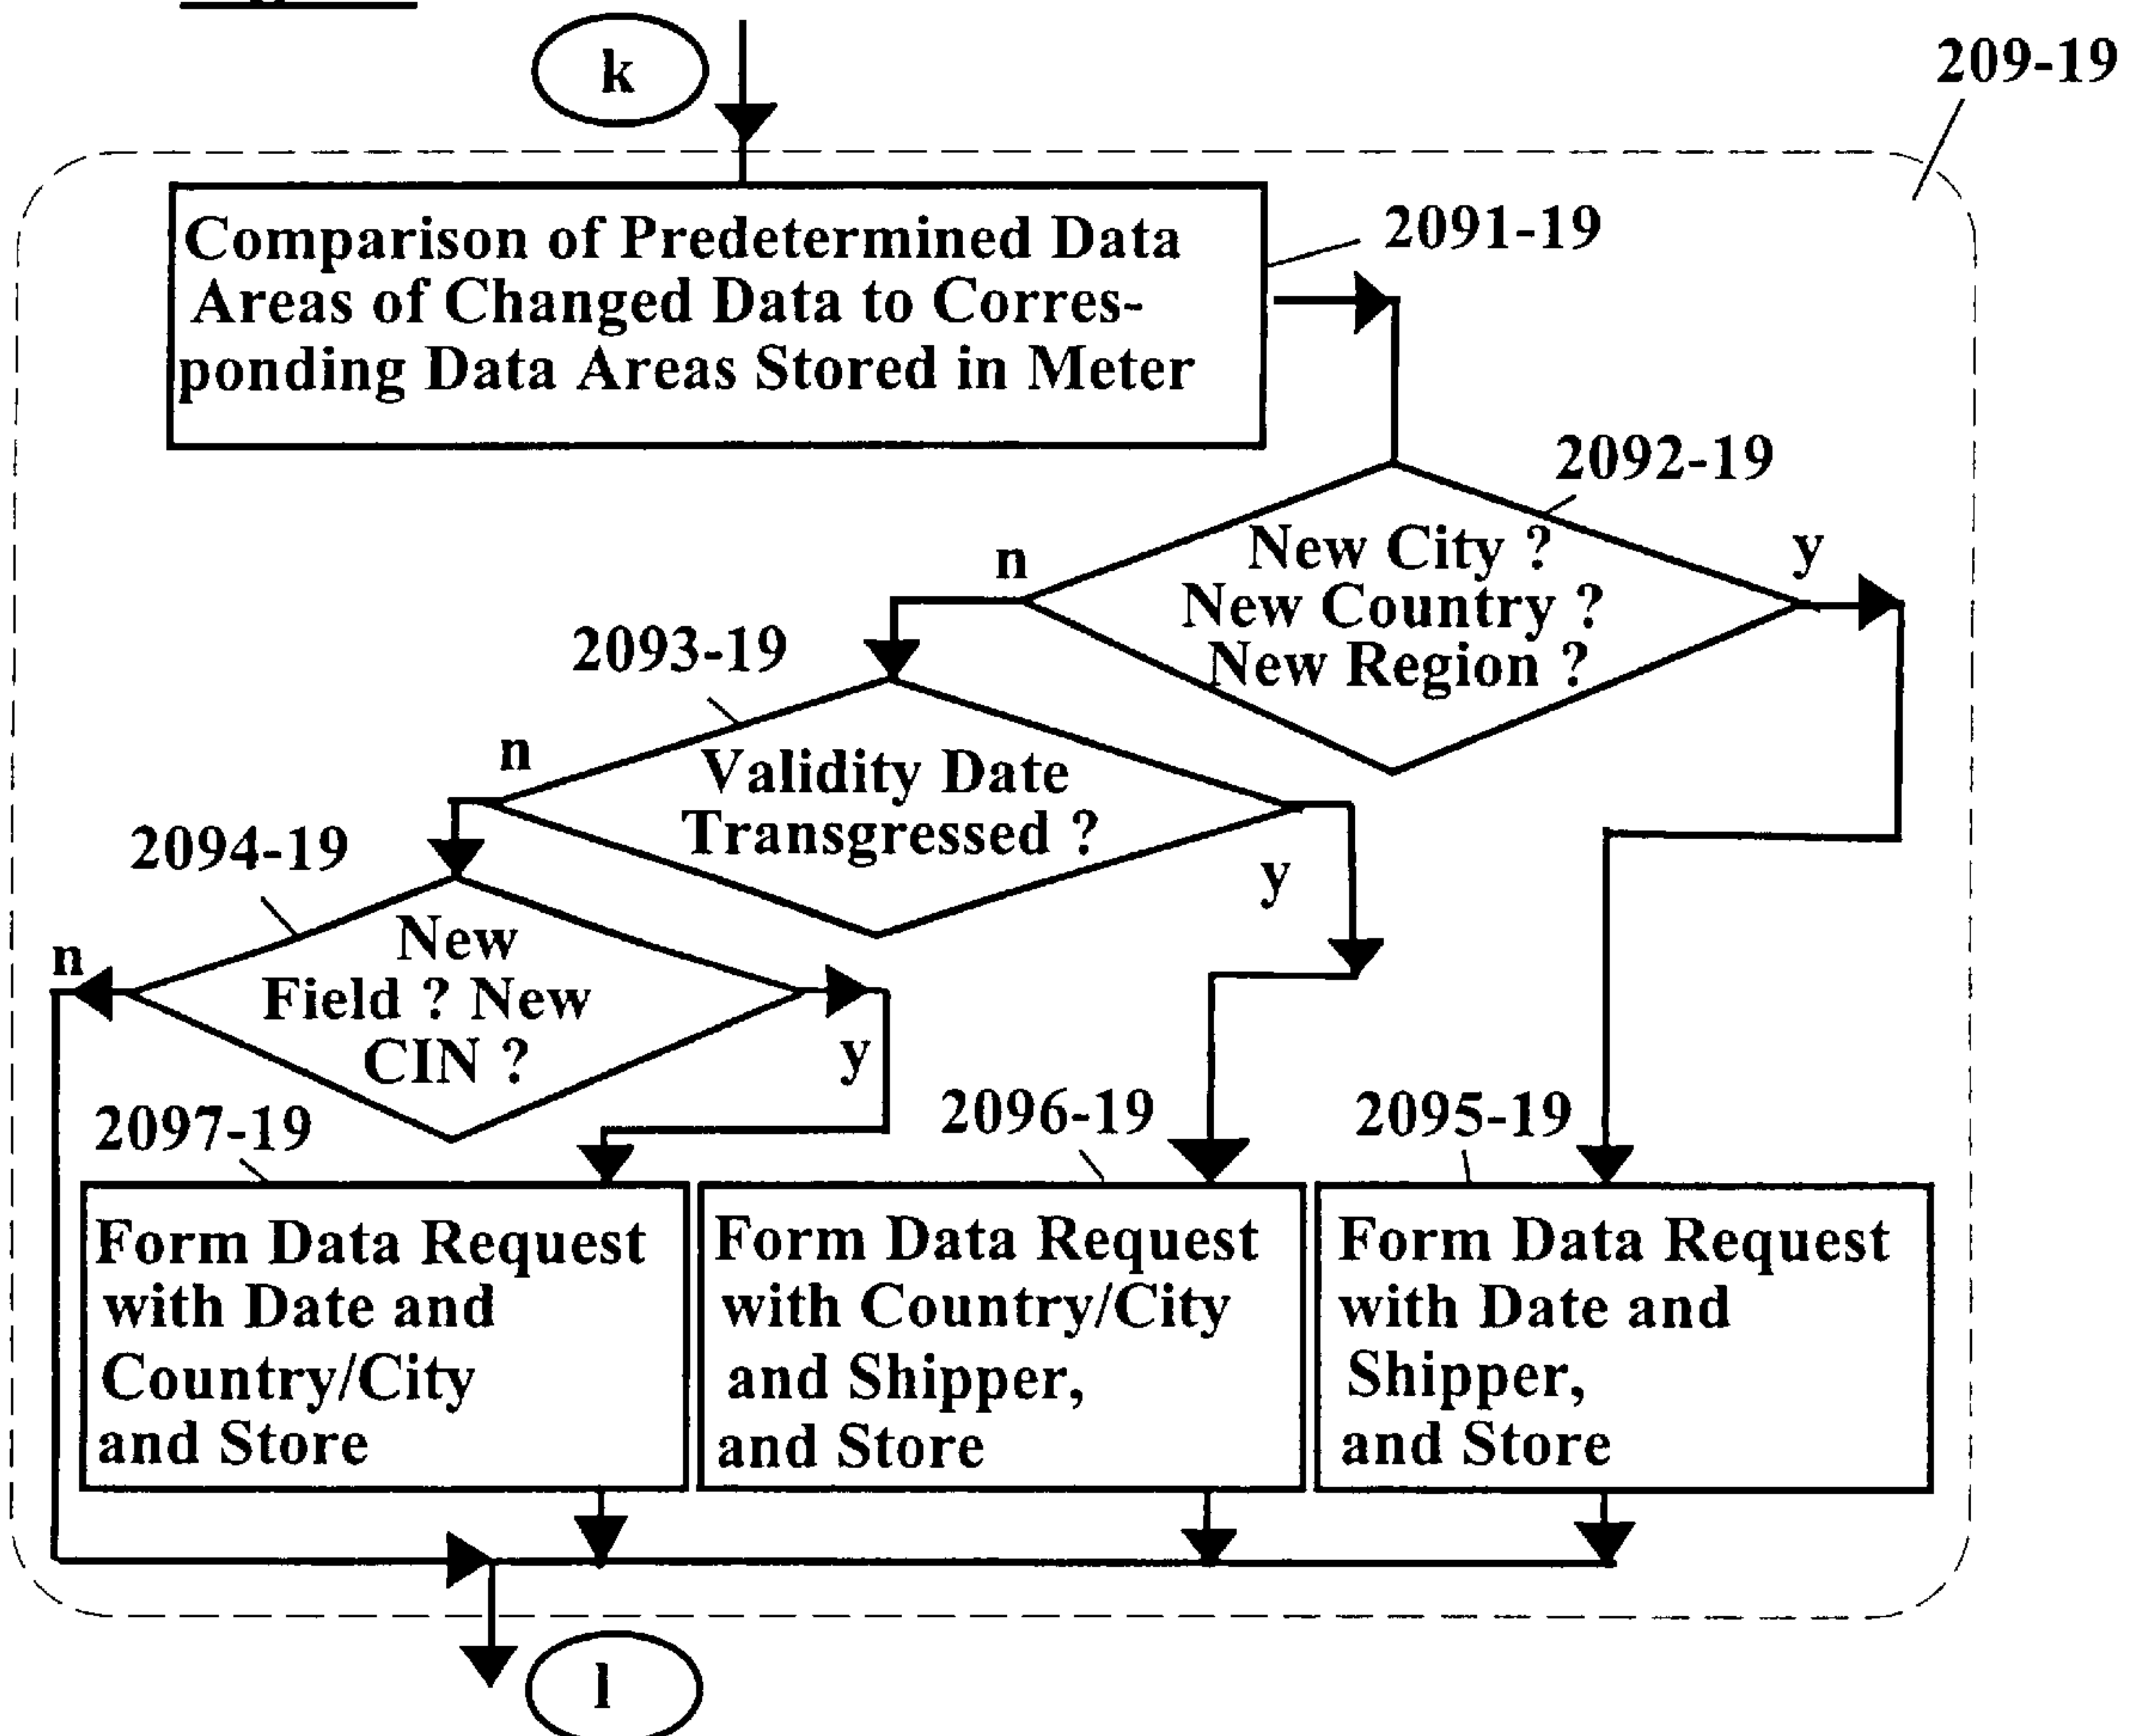 k
209-19
Comparison of Predetermined Data
Areas of Changed Data to Corres-
ponding Data Areas Stored in Meter
2091-19
2092-19
New City ?
New Country ?
New Region ?
n
y
2093-19
Validity Date
Transgressed ?
n
y
2094-19
New
Field ? New
CIN ?
n
y
2097-19
2096-19
2095-19
Form Data Request
with Date and
Country/City
and Store
Form Data Request
with Country/City
and Shipper,
and Store
Form Data Request
with Date and
Shipper,
and Store
l